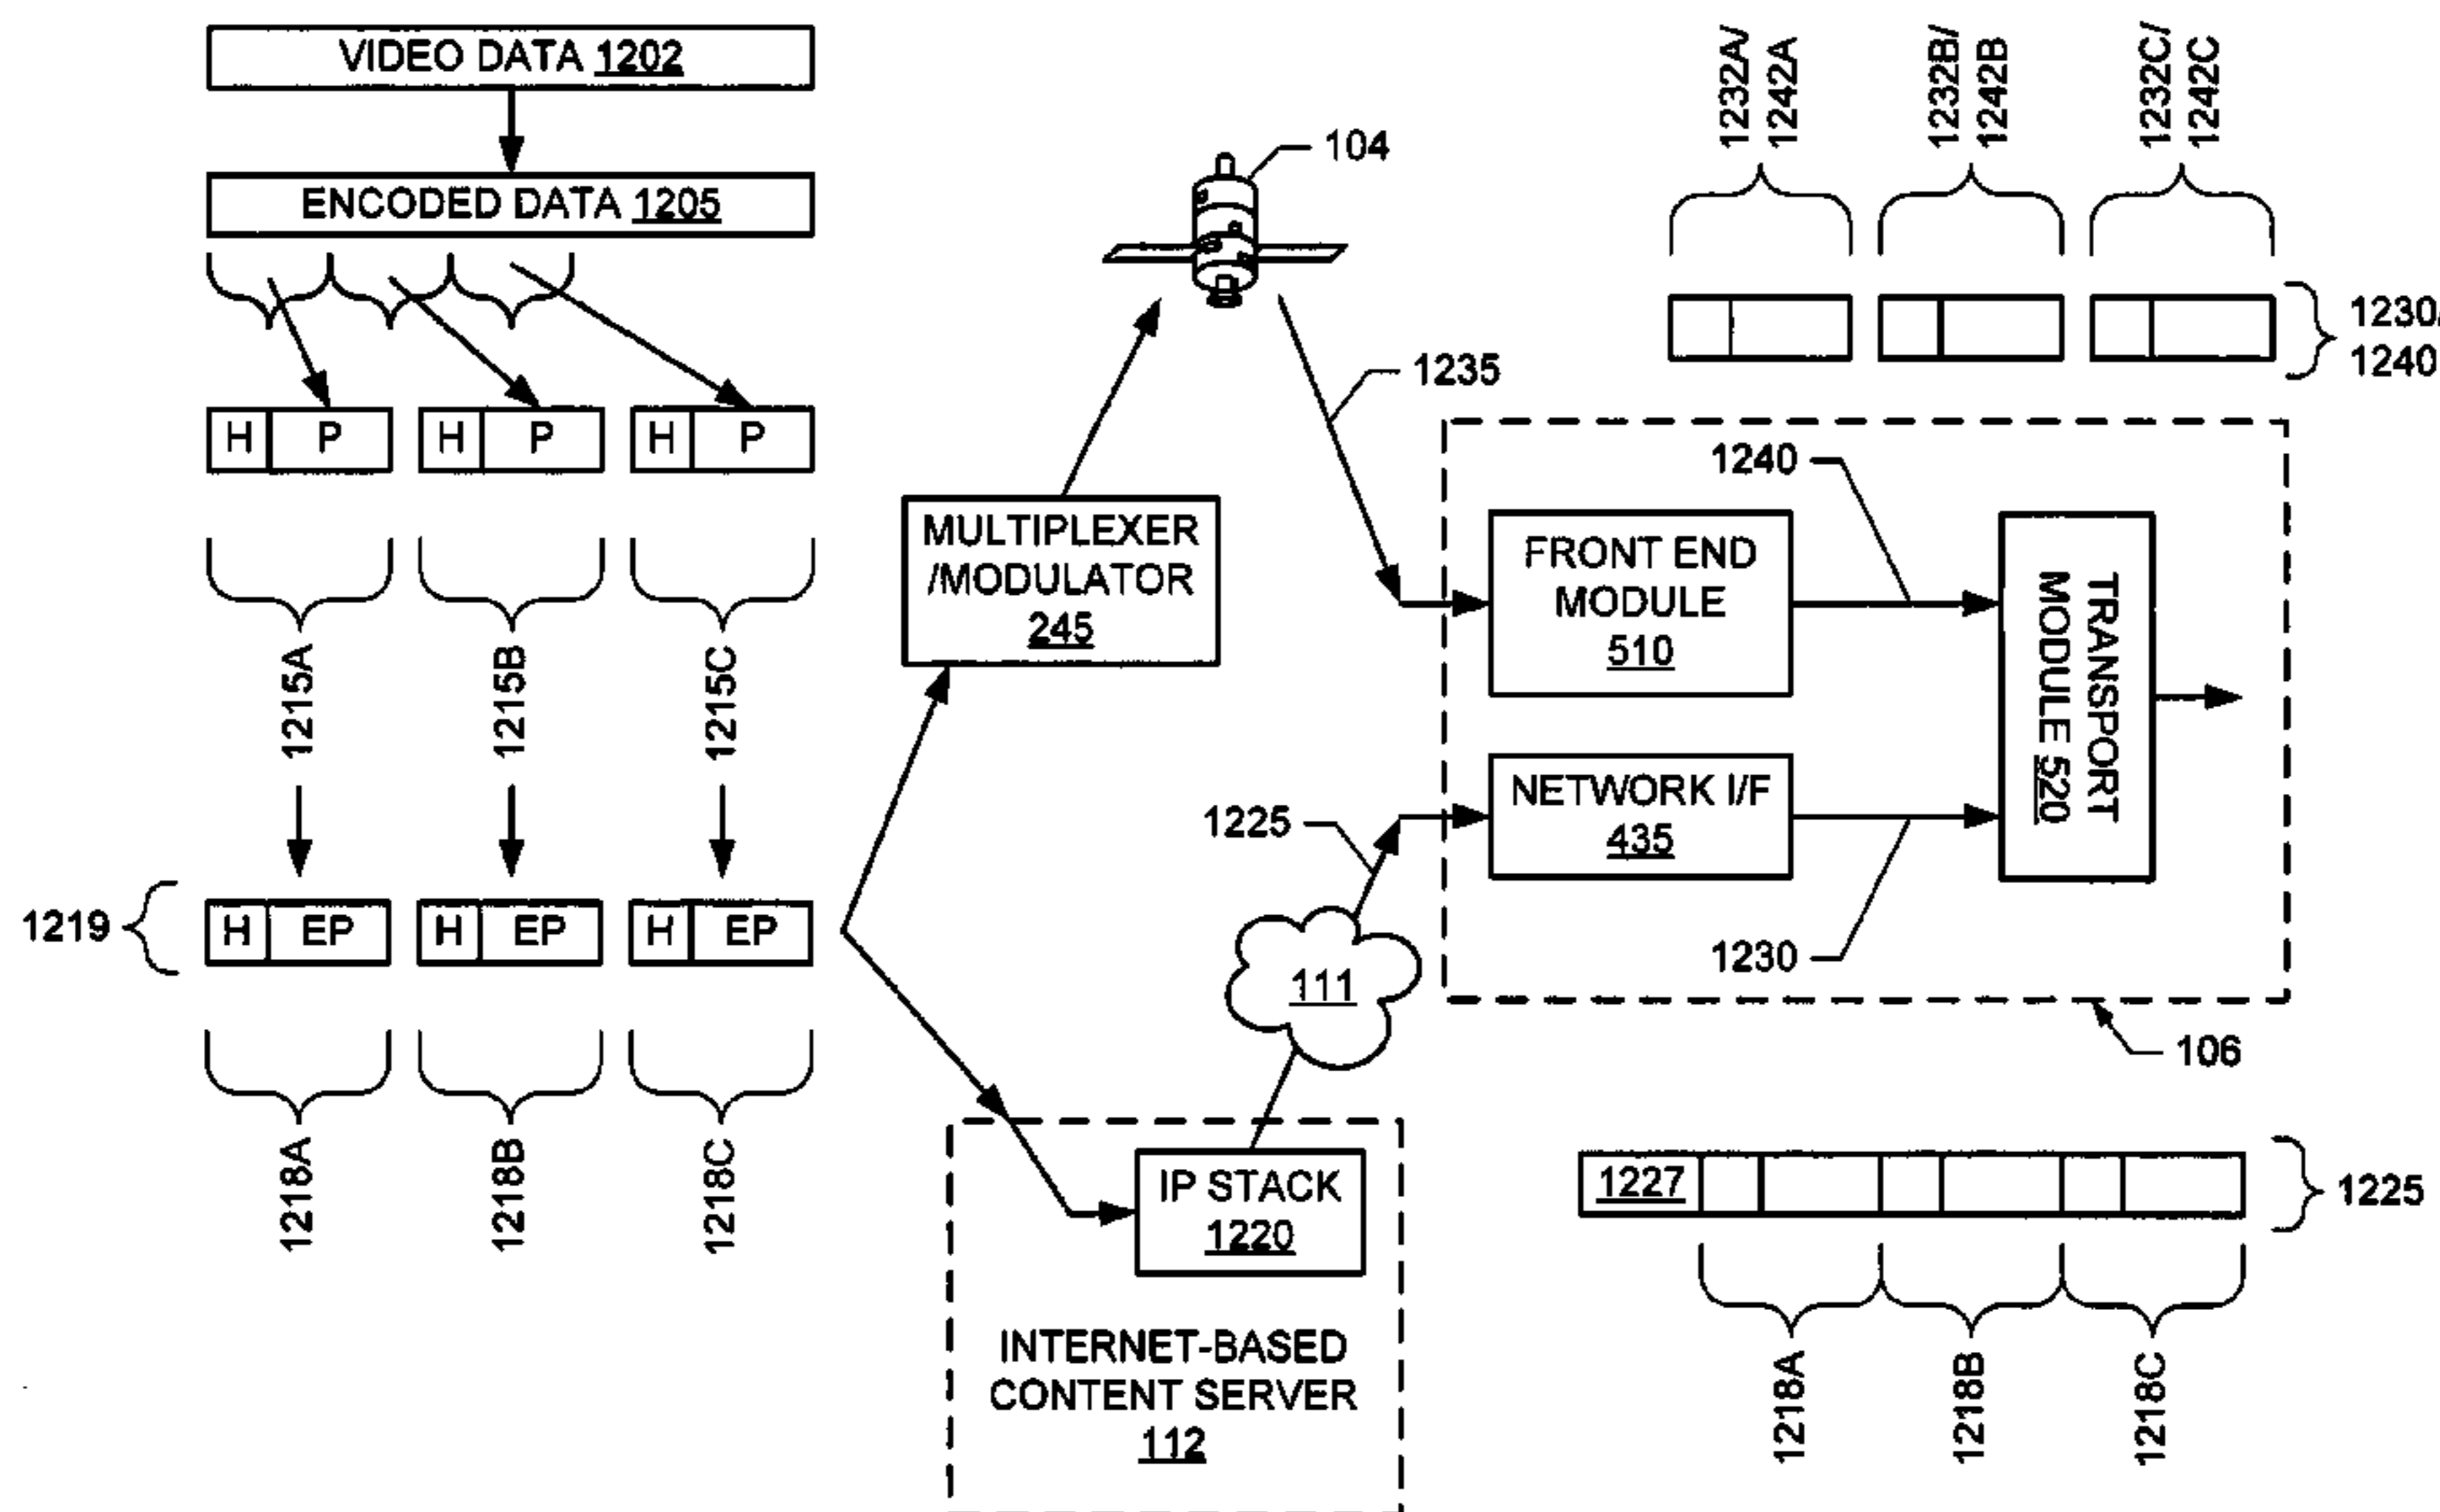 VIDEO DATA 1202
ENCODED DATA 1205
H P H P H P
1215A
1215B
1215C
1219
H EP H EP H EP
1218A
1218B
1218C
MULTIPLEXER
/MODULATOR
245
104
1235
111
1225
IP STACK
1220
INTERNET-BASED
CONTENT SERVER
112
1232A/
1242A
1232B/
1242B
1232C/
1242C
1230/
1240
1240
FRONT END
MODULE
510
NETWORK I/F
435
1230
TRANSPORT
MODULE 520
106
1227
1225
1218A
1218B
1218C